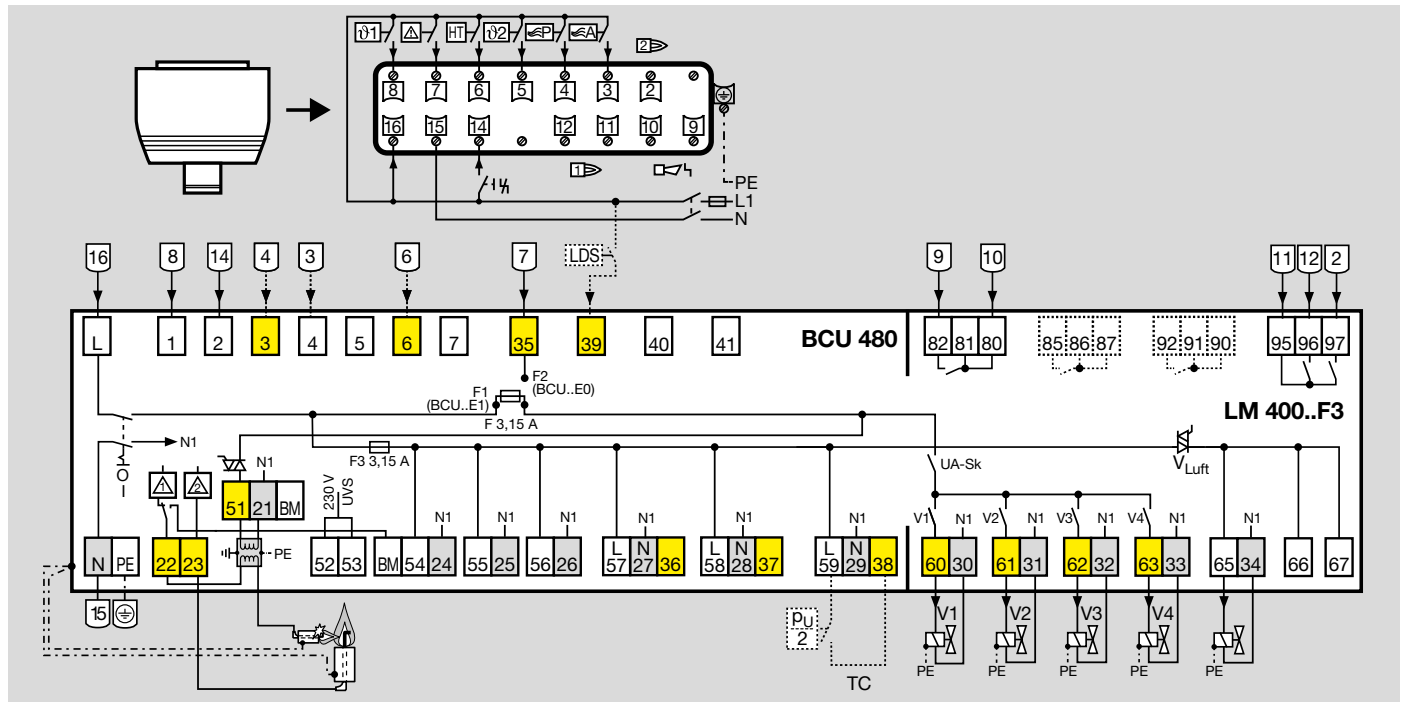 ϑ1 ⚠ HT ϑ2 P A
2
8 7 6 5 4 3 2
16 15 14 12 11 10 9
1
PE
L1
N
16 8 14 4 3 6 7 LDS 9 10 11 12 2
L 1 2 3 4 5 6 7 35 39 40 41 BCU 480 82 81 80 85 86 87 92 91 90 95 96 97
F2
(BCU..E0)
F1
(BCU..E1)
F 3,15 A
LM 400..F3
N1
F3 3,15 A
O
I
1 2
N1
51 21 BM
230 V
UVS
UA-Sk
VLuft
N1 N1 N1 N1 N1 N1 V1 N1 V2 N1 V3 N1 V4 N1 N1
N PE 22 23 PE 52 53 BM 54 24 55 25 56 26 L 57 N 27 36 L 58 N 28 37 L 59 N 29 38 60 30 61 31 62 32 63 33 65 34 66 67
15
pU
2
V1 V2 V3 V4
PE PE PE PE PE
TC